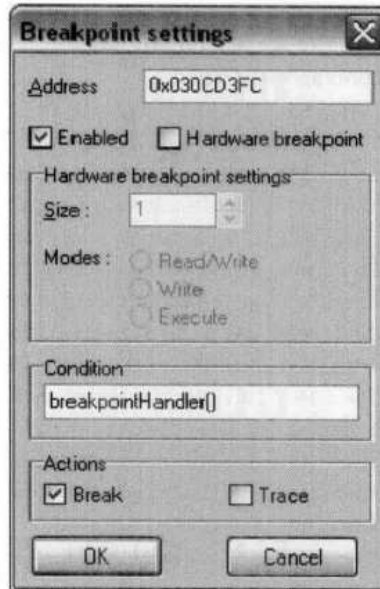 Breakpoint settings
Address 0x030CD3FC
Enabled Hardware breakpoint
Hardware breakpoint settings
Size : 1
Modes : Read/Write
Write
Execute
Condition
breakpointHandler()
Actions
Break Trace
OK Cancel